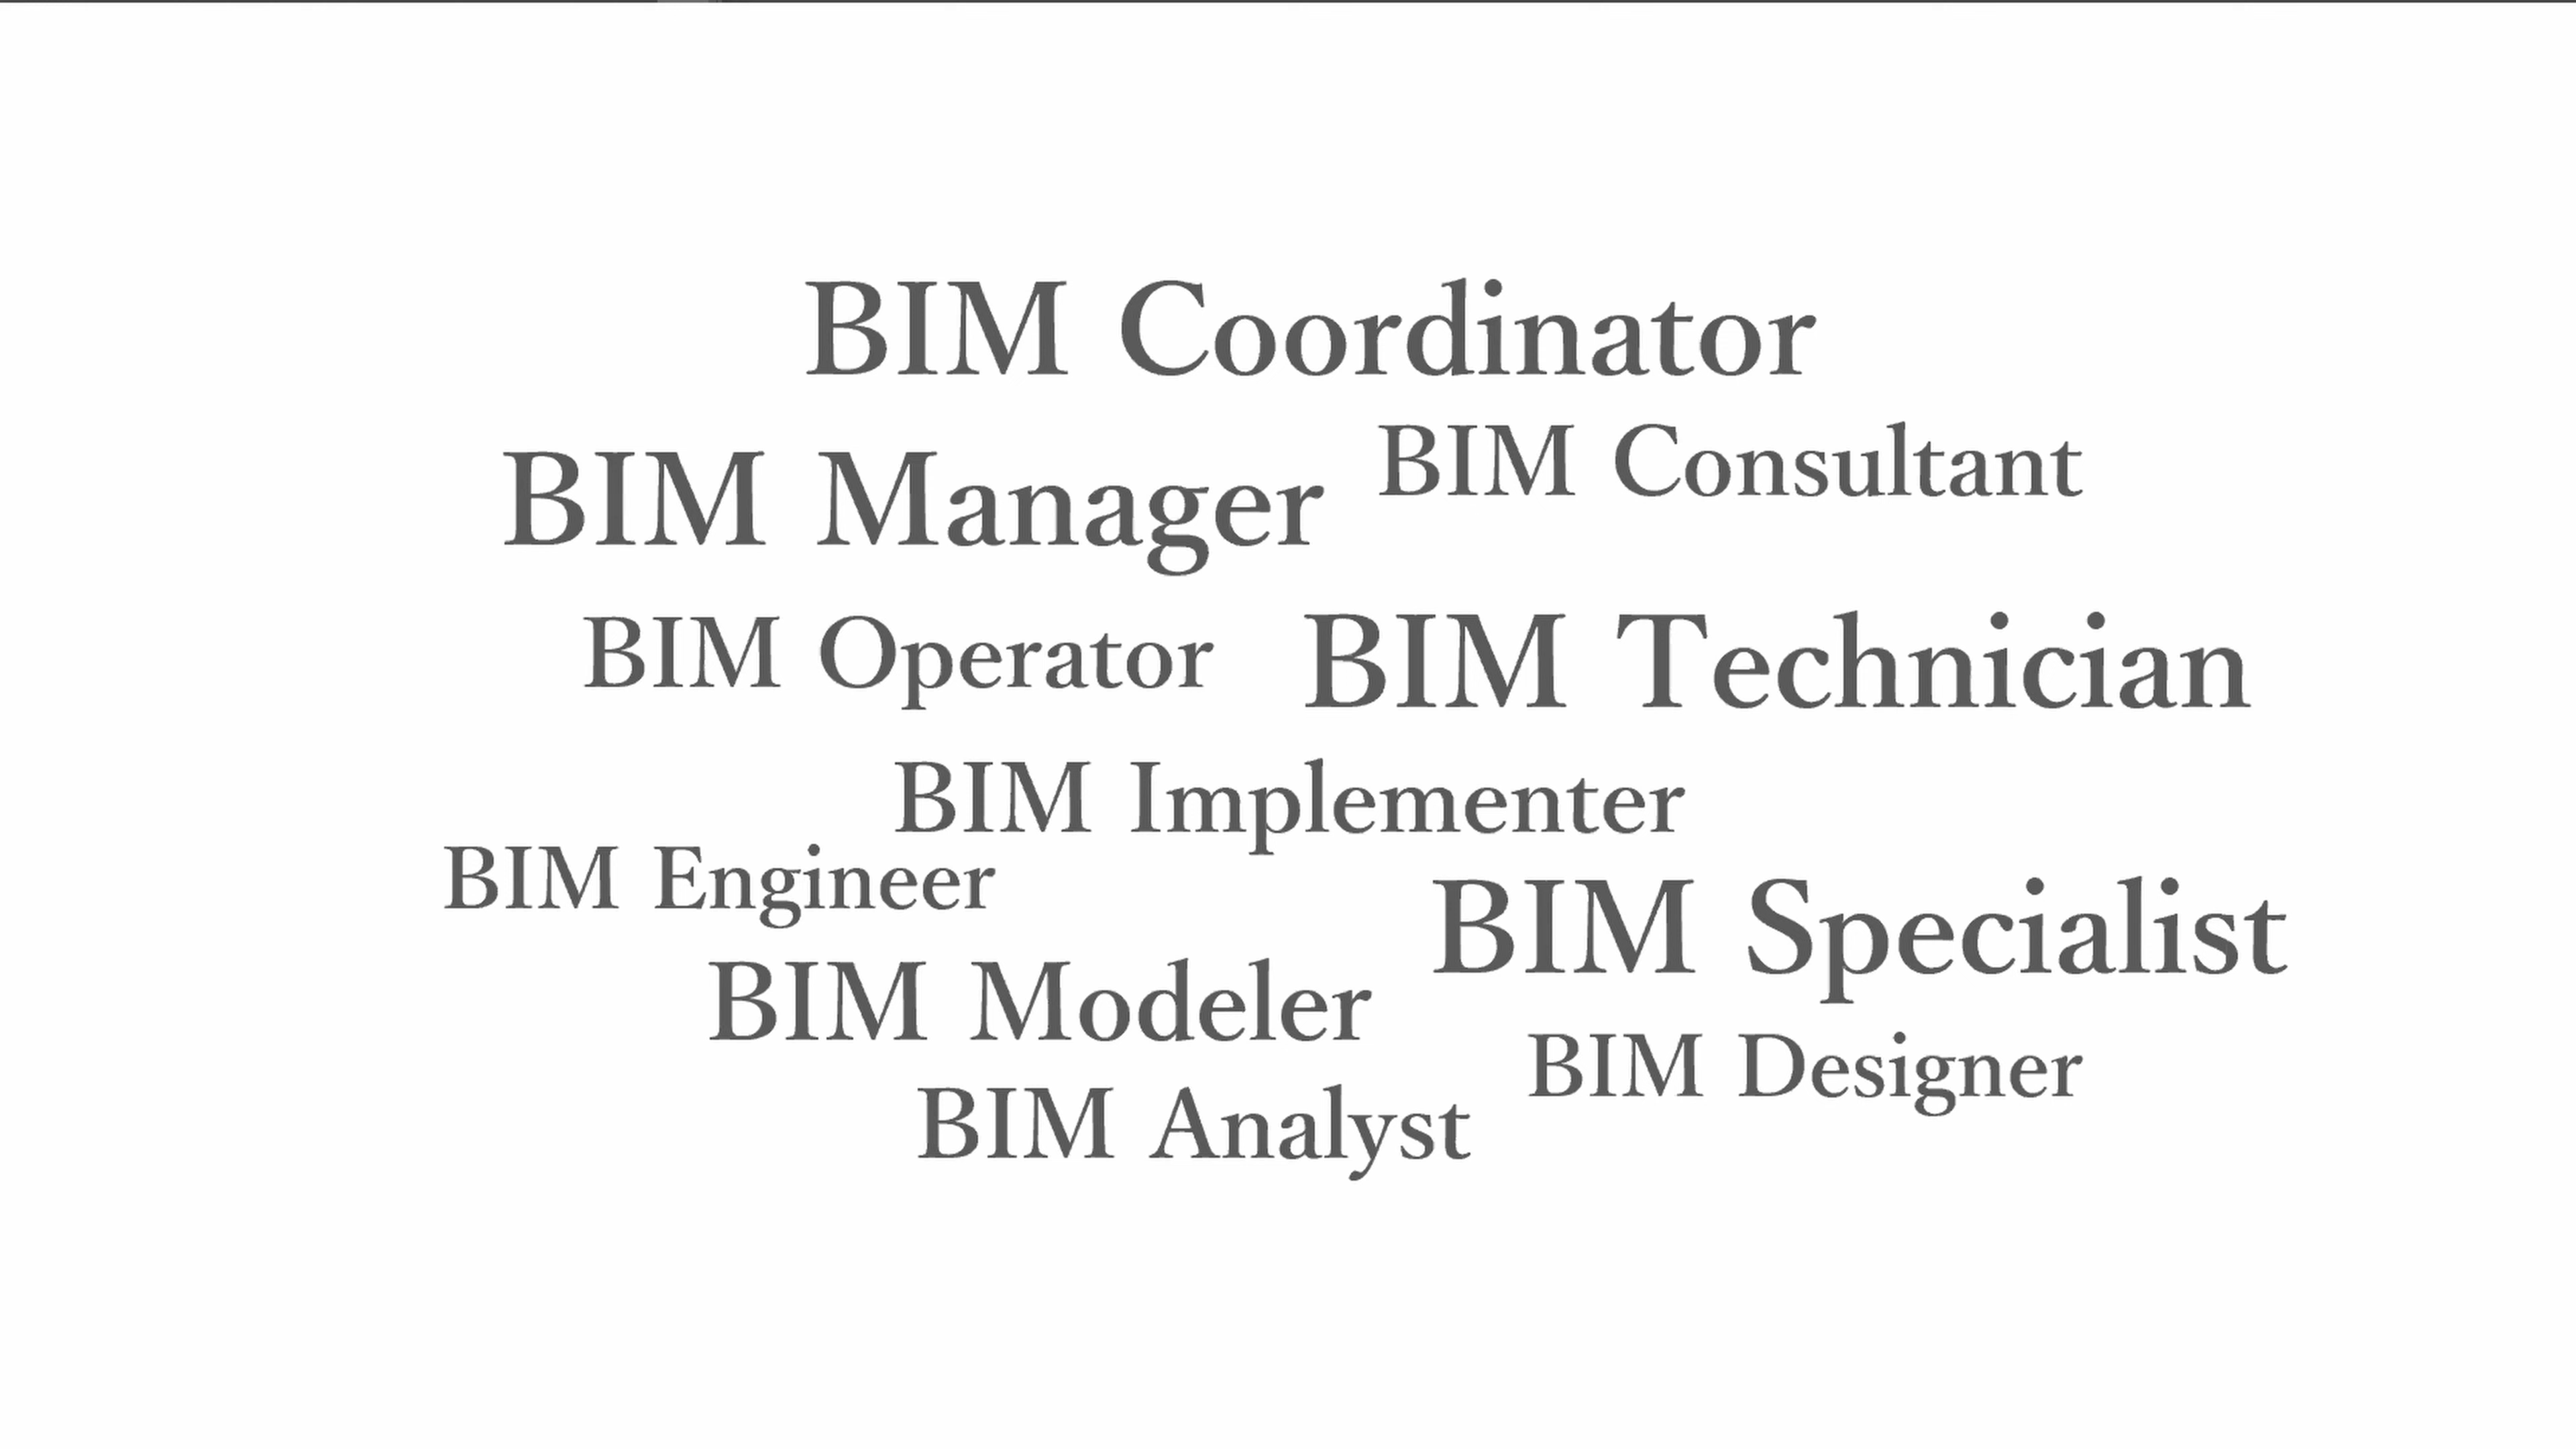 BIM Coordinator
BIM Manager
BIM Consultant
BIM Operator
BIM Technician
BIM Implementer
BIM Engineer
BIM Specialist
BIM Modeler
BIM Designer
BIM Analyst